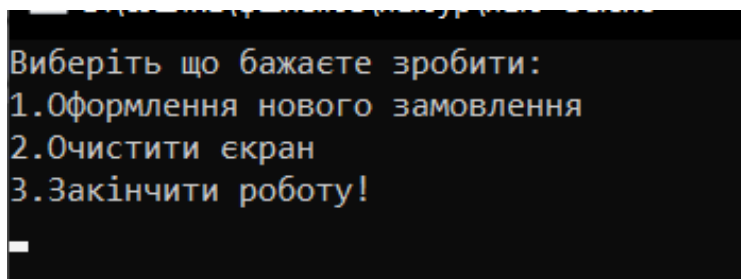 Виберіть що бажаєте зробити:
1.Оформлення нового замовлення
2.Очистити єкран
3.Закінчити роботу!